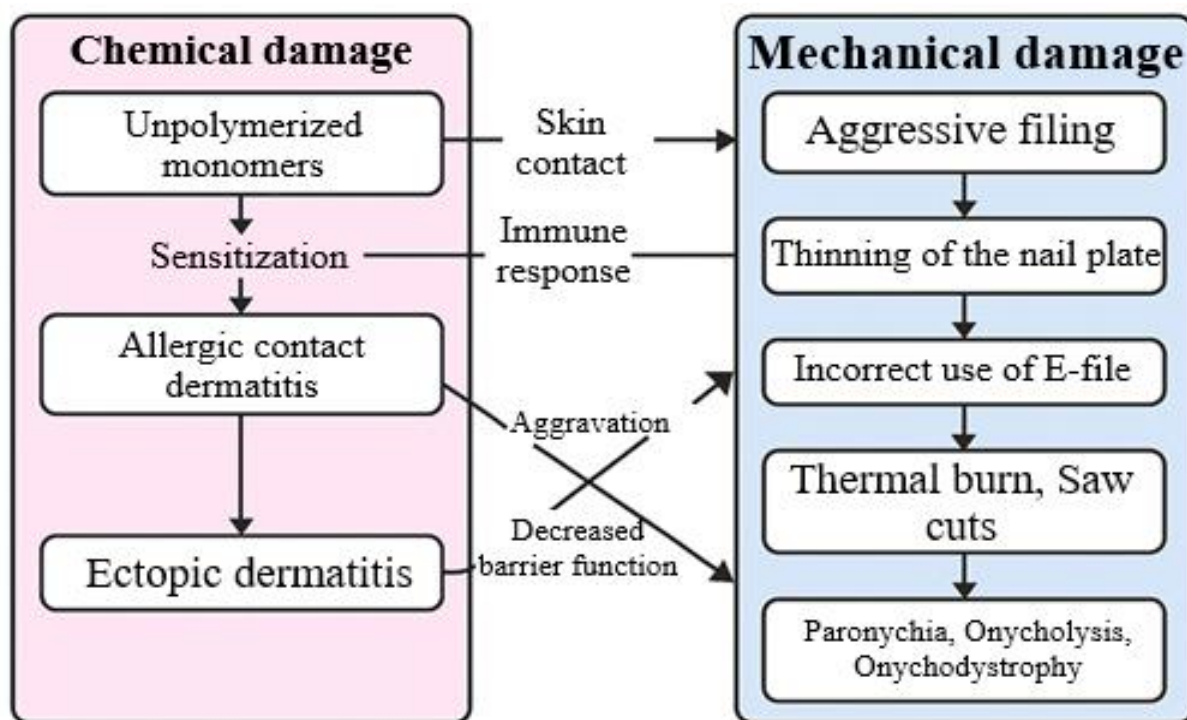 Chemical damage
Unpolymerized
monomers
Sensitization
Allergic contact
dermatitis
Ectopic dermatitis
Skin
contact
Immune
response
Aggravation
Decreased
barrier function
Mechanical damage
Aggressive filing
Thinning of the nail plate
Incorrect use of E-file
Thermal burn, Saw
cuts
Paronychia, Onycholysis,
Onychodystrophy